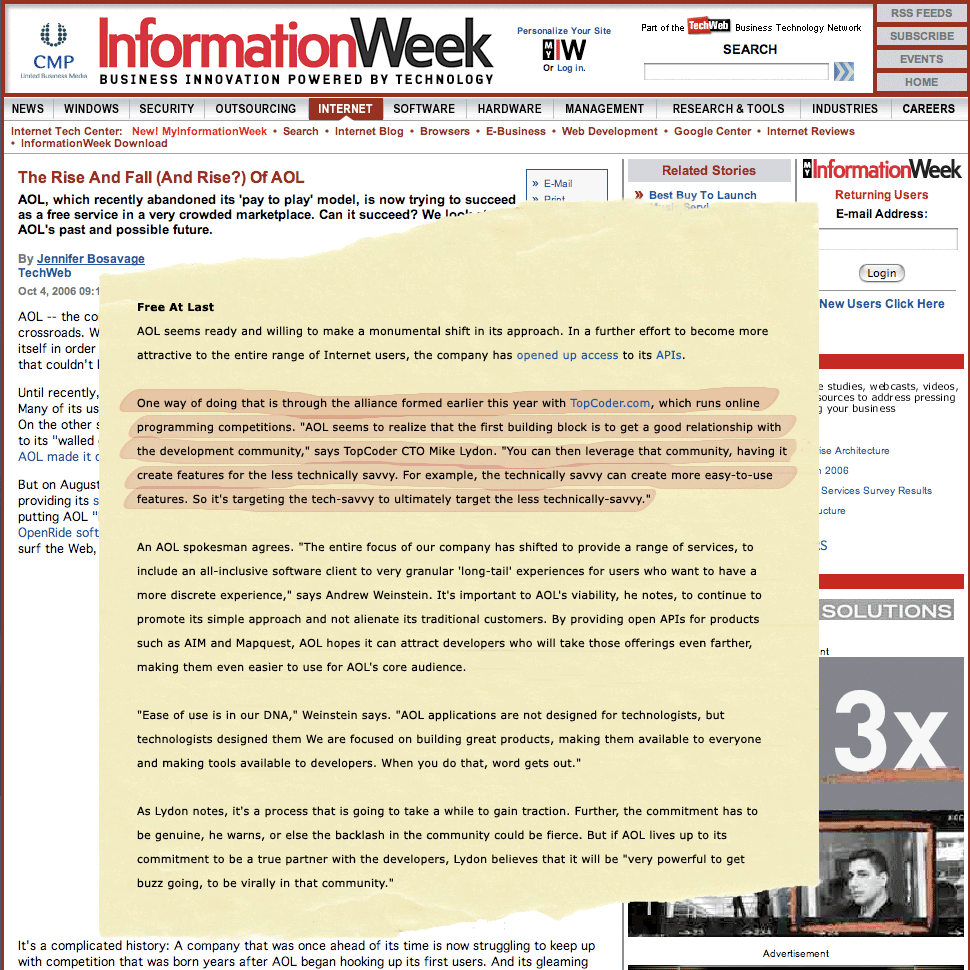 CMP
United Business Media
InformationWeek
BUSINESS INNOVATION POWERED BY TECHNOLOGY
Personalize Your Site
MY IW
Or Log in.
Part of the TechWeb Business Technology Network
SEARCH
RSS FEEDS
SUBSCRIBE
EVENTS
HOME
NEWS WINDOWS SECURITY OUTSOURCING INTERNET SOFTWARE HARDWARE MANAGEMENT RESEARCH & TOOLS INDUSTRIES CAREERS
Internet Tech Center: New! MyInformationWeek • Search • Internet Blog • Browsers • E-Business • Web Development • Google Center • Internet Reviews
• InformationWeek Download
The Rise And Fall (And Rise?) Of AOL
AOL, which recently abandoned its 'pay to play' model, is now trying to succeed
as a free service in a very crowded marketplace. Can it succeed? We look
AOL's past and possible future.
By Jennifer Bosavage
TechWeb
Oct 4, 2006 09:1
» E-Mail
» Print
Related Stories
» Best Buy To Launch
MY InformationWeek
Returning Users
E-mail Address:
Login
New Users Click Here
AOL -- the co
crossroads. W
itself in order
that couldn't
Until recently,
Many of its us
On the other s
to its "walled
AOL made it
But on August
providing its s
putting AOL "
OpenRide soft
surf the Web,
Free At Last
AOL seems ready and willing to make a monumental shift in its approach. In a further effort to become more
attractive to the entire range of Internet users, the company has opened up access to its APIs.
One way of doing that is through the alliance formed earlier this year with TopCoder.com, which runs online
programming competitions. "AOL seems to realize that the first building block is to get a good relationship with
the development community," says TopCoder CTO Mike Lydon. "You can then leverage that community, having it
create features for the less technically savvy. For example, the technically savvy can create more easy-to-use
features. So it's targeting the tech-savvy to ultimately target the less technically-savvy."
An AOL spokesman agrees. "The entire focus of our company has shifted to provide a range of services, to
include an all-inclusive software client to very granular 'long-tail' experiences for users who want to have a
more discrete experience," says Andrew Weinstein. It's important to AOL's viability, he notes, to continue to
promote its simple approach and not alienate its traditional customers. By providing open APIs for products
such as AIM and Mapquest, AOL hopes it can attract developers who will take those offerings even farther,
making them even easier to use for AOL's core audience.
"Ease of use is in our DNA," Weinstein says. "AOL applications are not designed for technologists, but
technologists designed them We are focused on building great products, making them available to everyone
and making tools available to developers. When you do that, word gets out."
As Lydon notes, it's a process that is going to take a while to gain traction. Further, the commitment has to
be genuine, he warns, or else the backlash in the community could be fierce. But if AOL lives up to its
commitment to be a true partner with the developers, Lydon believes that it will be "very powerful to get
buzz going, to be virally in that community."
e studies, webcasts, videos,
sources to address pressing
g your business
ise Architecture
2006
Services Survey Results
ucture
SOLUTIONS
nt
3x
Advertisement
It's a complicated history: A company that was once ahead of its time is now struggling to keep up
with competition that was born years after AOL began hooking up its first users. And its gleaming